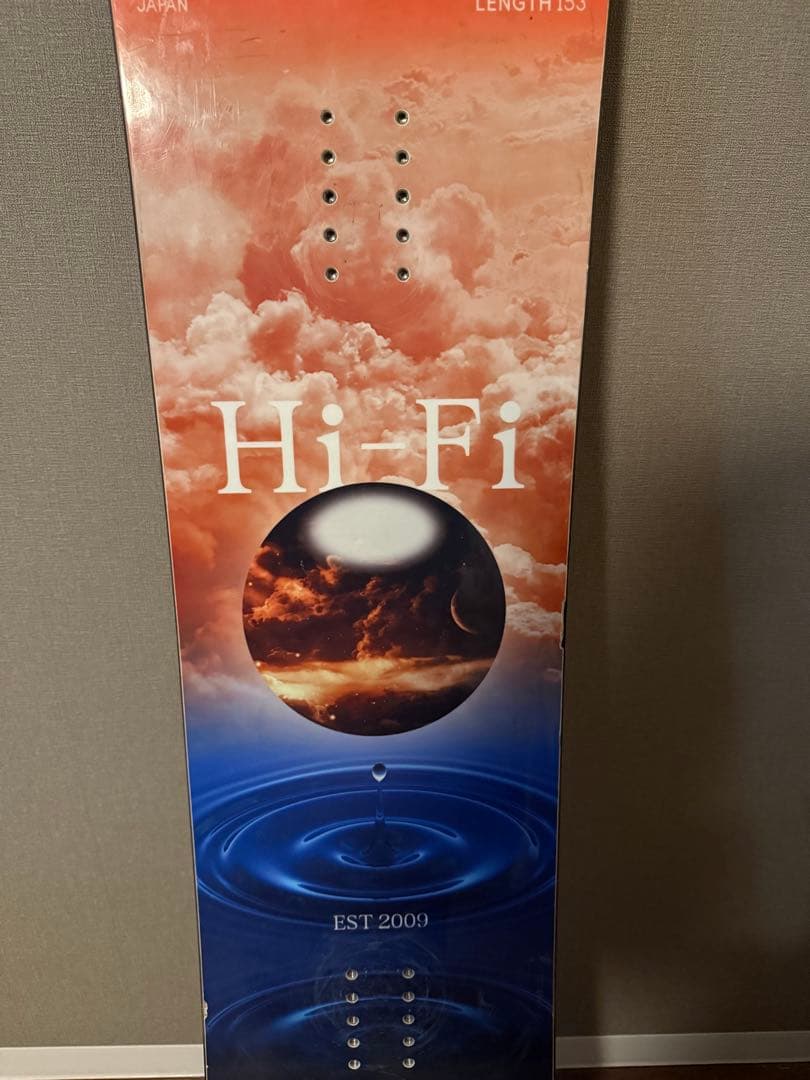 JAPAN
LENGTH 153
Hi-Fi
EST 2009